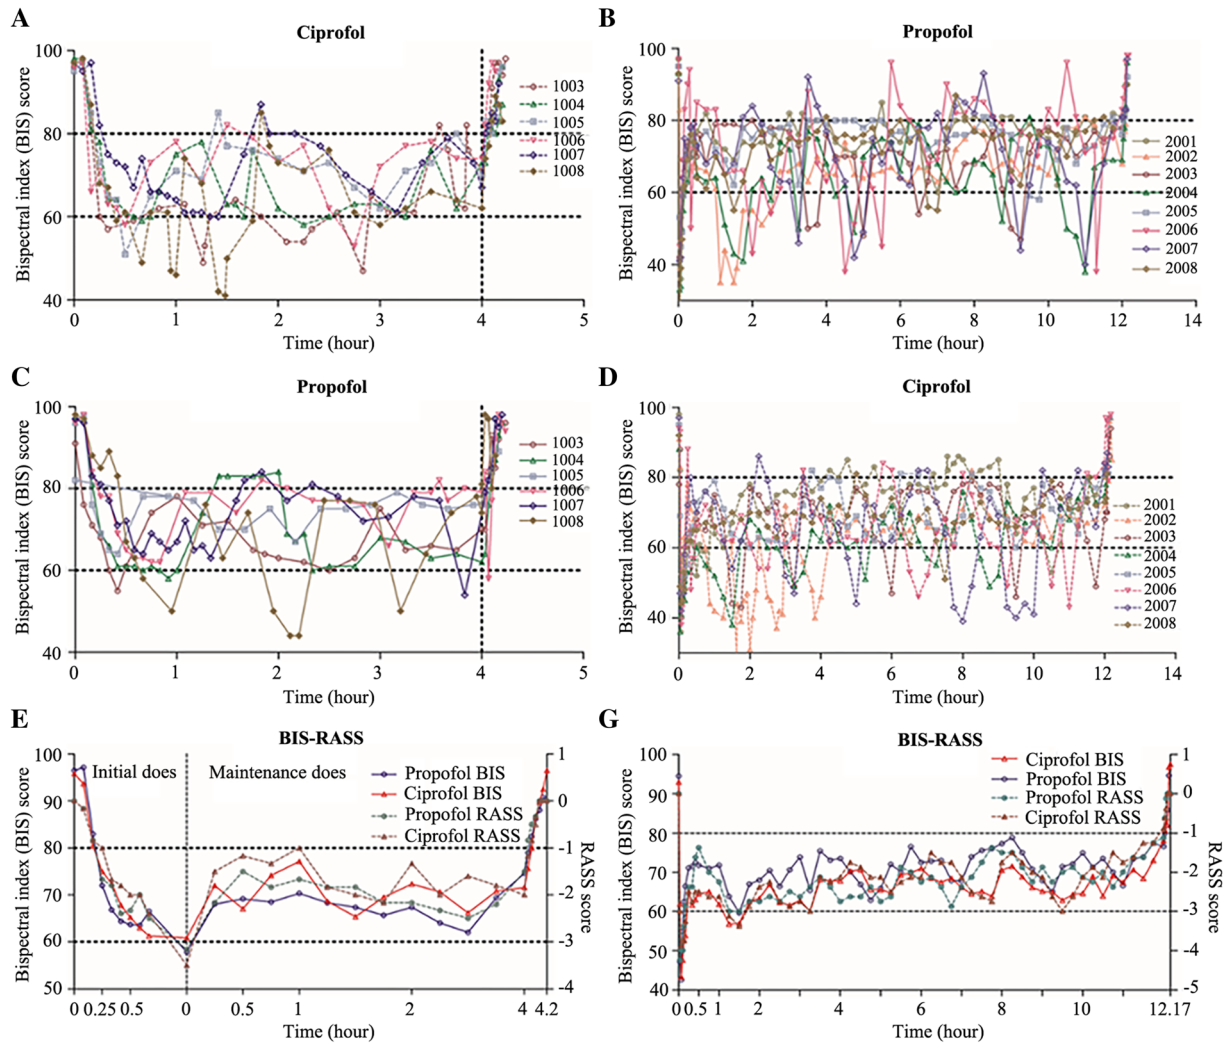 A
Ciprofol
Bispectral index (BIS) score
100
80
60
40
0 1 2 3 4 5
Time (hour)
1003
1004
1005
1006
1007
1008
B
Propofol
Bispectral index (BIS) score
100
80
60
40
0 2 4 6 8 10 12 14
Time (hour)
2001
2002
2003
2004
2005
2006
2007
2008
C
Propofol
Bispectral index (BIS) score
100
80
60
40
0 1 2 3 4 5
Time (hour)
1003
1004
1005
1006
1007
1008
D
Ciprofol
Bispectral index (BIS) score
100
80
60
40
0 2 4 6 8 10 12 14
Time (hour)
2001
2002
2003
2004
2005
2006
2007
2008
E
BIS-RASS
Bispectral index (BIS) score
100
90
80
70
60
50
Initial does
Maintenance does
Propofol BIS
Ciprofol BIS
Propofol RASS
Ciprofol RASS
1
0
-1
-2
-3
-4
RASS score
0 0.25 0.5 0 0.5 1 2 4 4.2
Time (hour)
G
BIS-RASS
Bispectral index (BIS) score
100
90
80
70
60
50
40
Ciprofol BIS
Propofol BIS
Propofol RASS
Ciprofol RASS
1
0
-1
-2
-3
-4
-5
RASS score
0 0.5 1 2 4 6 8 10 12.17
Time (hour)